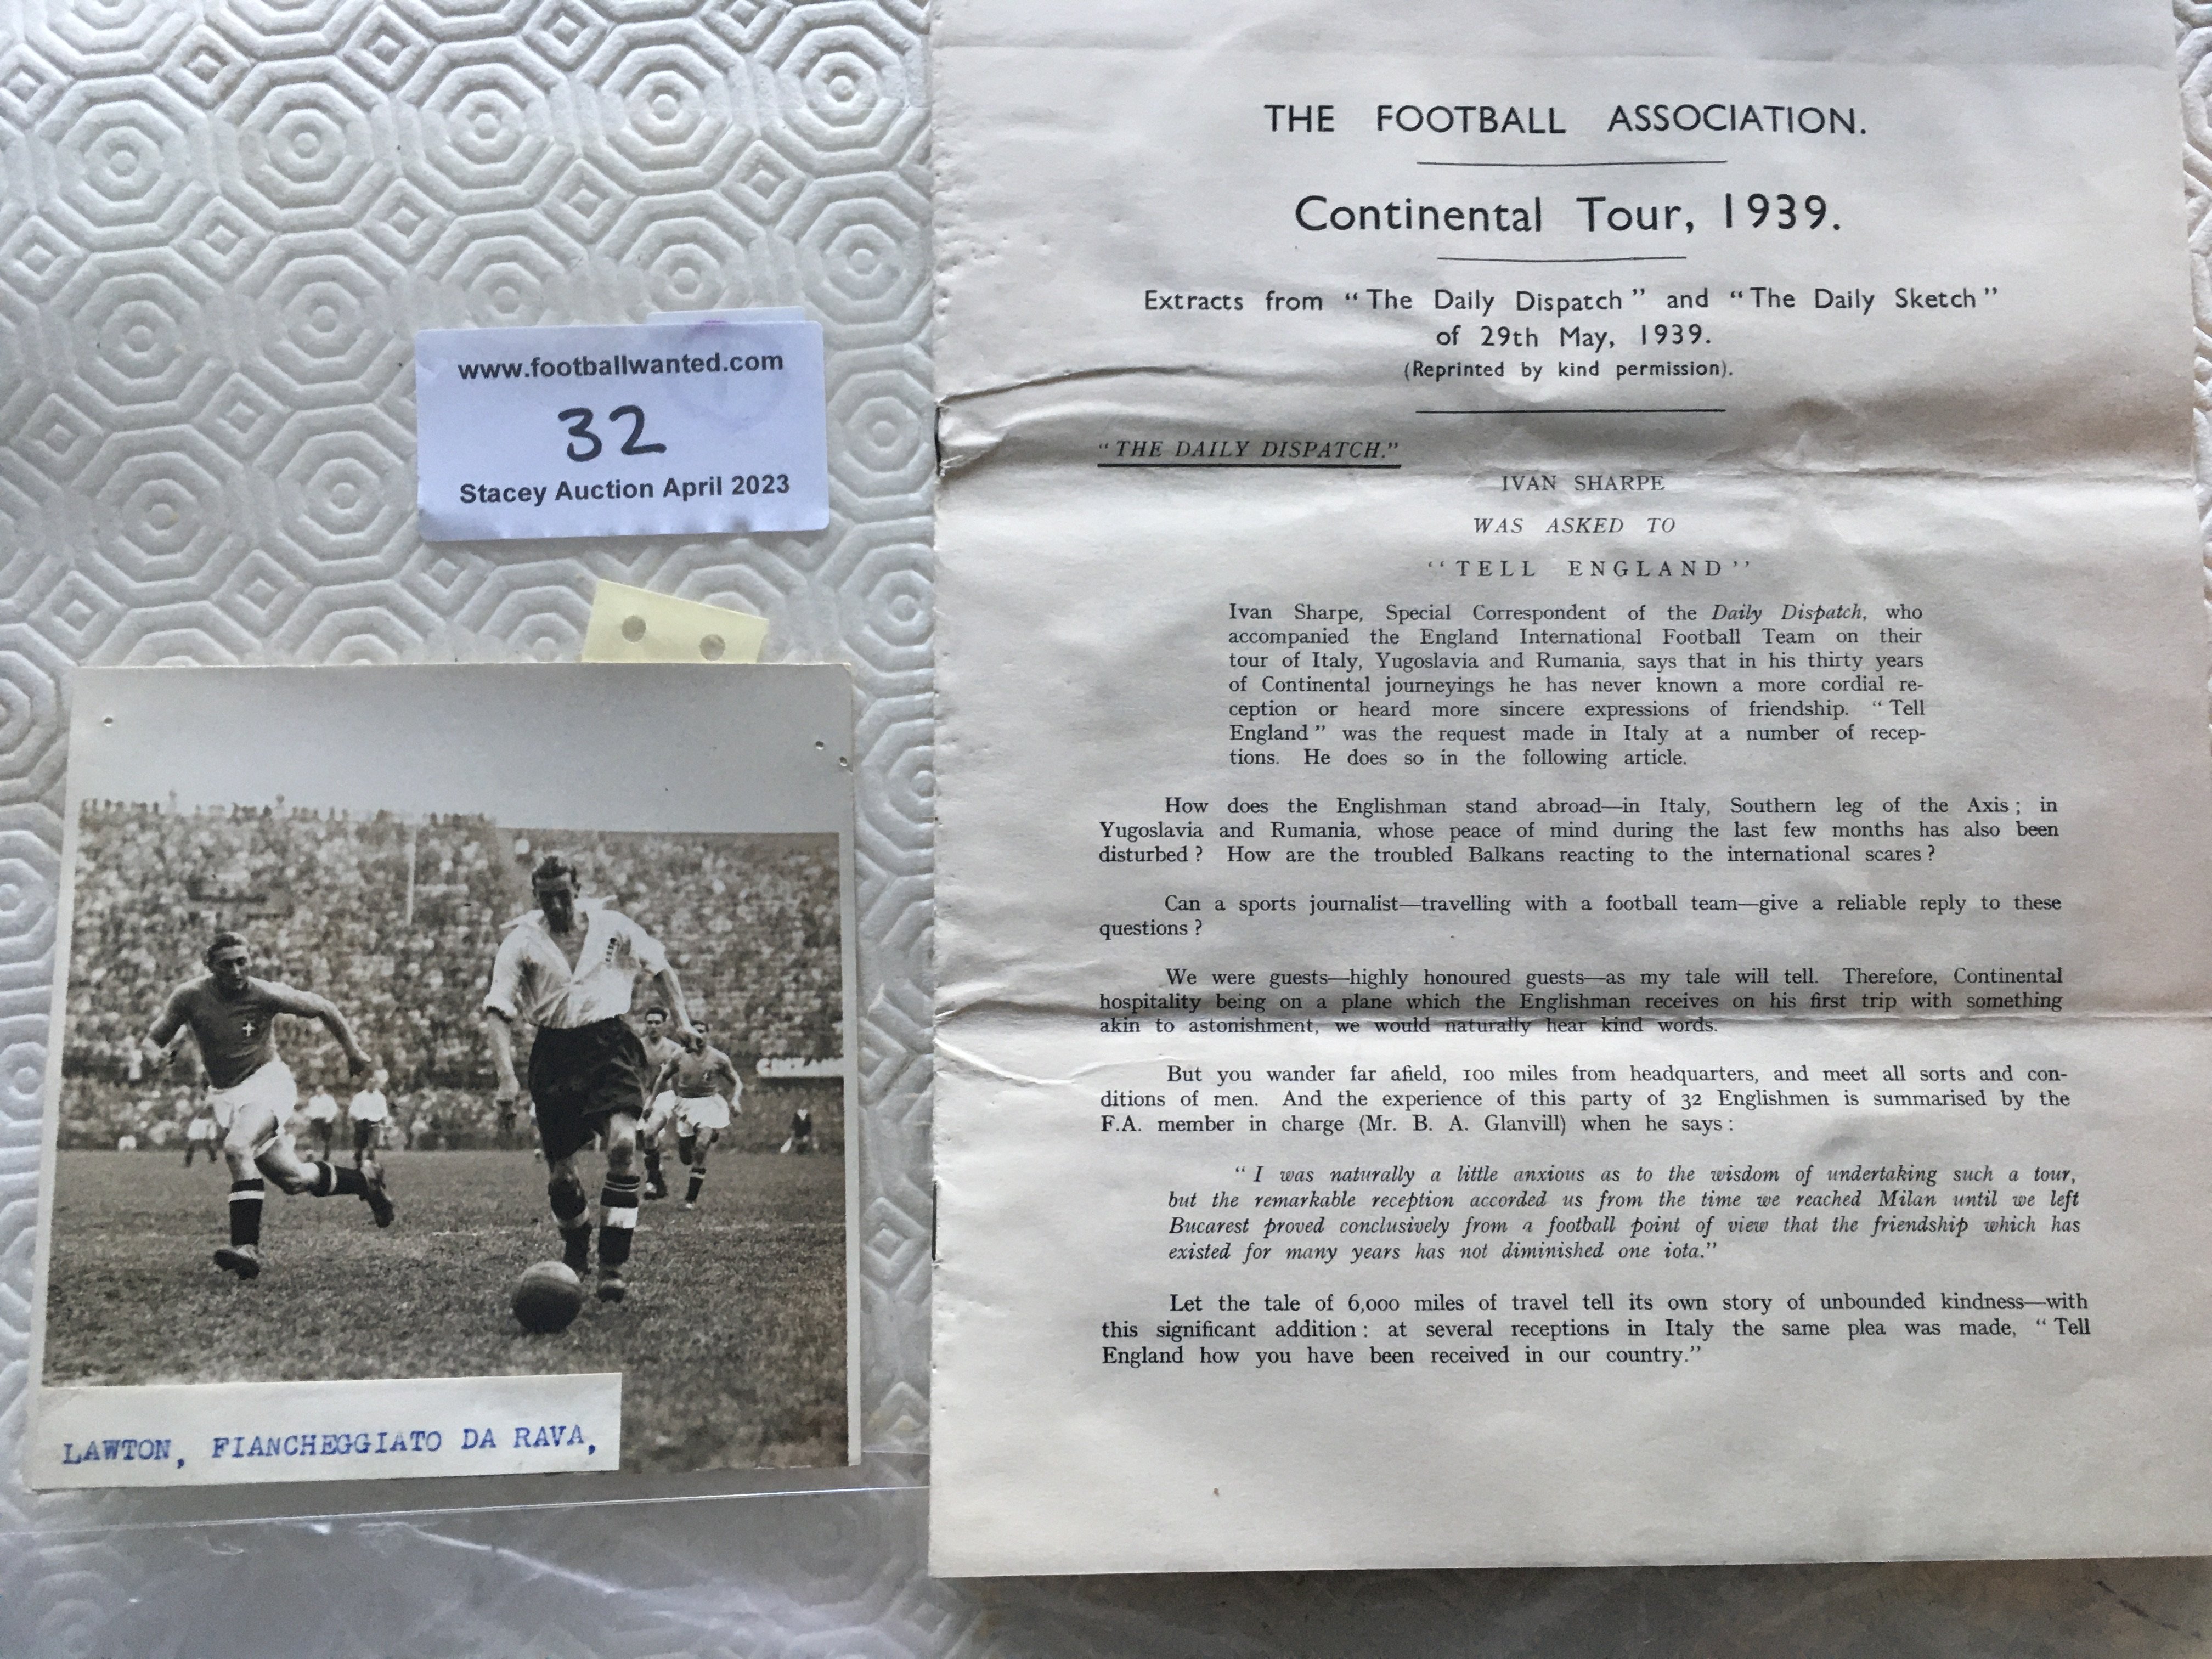 www.footballwanted.com
32
Stacey Auction April 2023
LAWTON, FIANCHEGGIATO DA RAVA,
THE FOOTBALL ASSOCIATION.
Continental Tour, 1939.
Extracts from "The Daily Dispatch" and "The Daily Sketch"
of 29th May, 1939.
(Reprinted by kind permission).
"THE DAILY DISPATCH."
IVAN SHARPE
WAS ASKED TO
"TELL ENGLAND"
Ivan Sharpe, Special Correspondent of the Daily Dispatch, who
accompanied the England International Football Team on their
tour of Italy, Yugoslavia and Rumania, says that in his thirty years
of Continental journeyings he has never known a more cordial re-
ception or heard more sincere expressions of friendship. "Tell
England" was the request made in Italy at a number of recep-
tions. He does so in the following article.
How does the Englishman stand abroad—in Italy, Southern leg of the Axis; in
Yugoslavia and Rumania, whose peace of mind during the last few months has also been
disturbed? How are the troubled Balkans reacting to the international scares?
Can a sports journalist—travelling with a football team—give a reliable reply to these
questions?
We were guests—highly honoured guests—as my tale will tell. Therefore, Continental
hospitality being on a plane which the Englishman receives on his first trip with something
akin to astonishment, we would naturally hear kind words.
But you wander far afield, 100 miles from headquarters, and meet all sorts and con-
ditions of men. And the experience of this party of 32 Englishmen is summarised by the
F.A. member in charge (Mr. B. A. Glanvill) when he says:
"I was naturally a little anxious as to the wisdom of undertaking such a tour,
but the remarkable reception accorded us from the time we reached Milan until we left
Bucarest proved conclusively from a football point of view that the friendship which has
existed for many years has not diminished one iota."
Let the tale of 6,000 miles of travel tell its own story of unbounded kindness—with
this significant addition: at several receptions in Italy the same plea was made, "Tell
England how you have been received in our country."